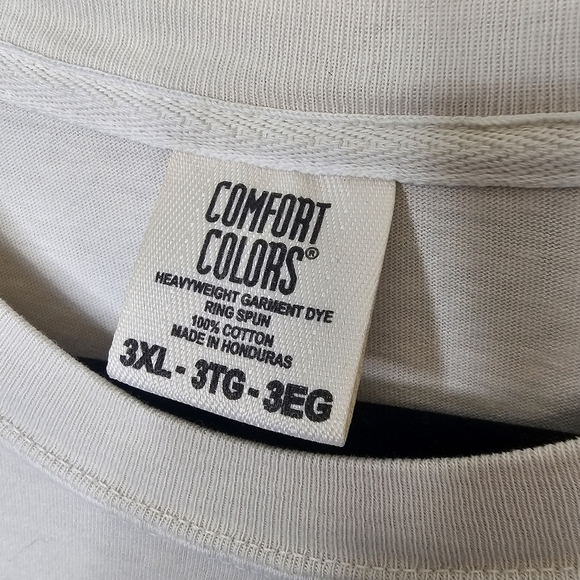 COMFORT
COLORS®
HEAVYWEIGHT GARMENT DYE
RING SPUN
100% COTTON
MADE IN HONDURAS
3XL - 3TG - 3EG